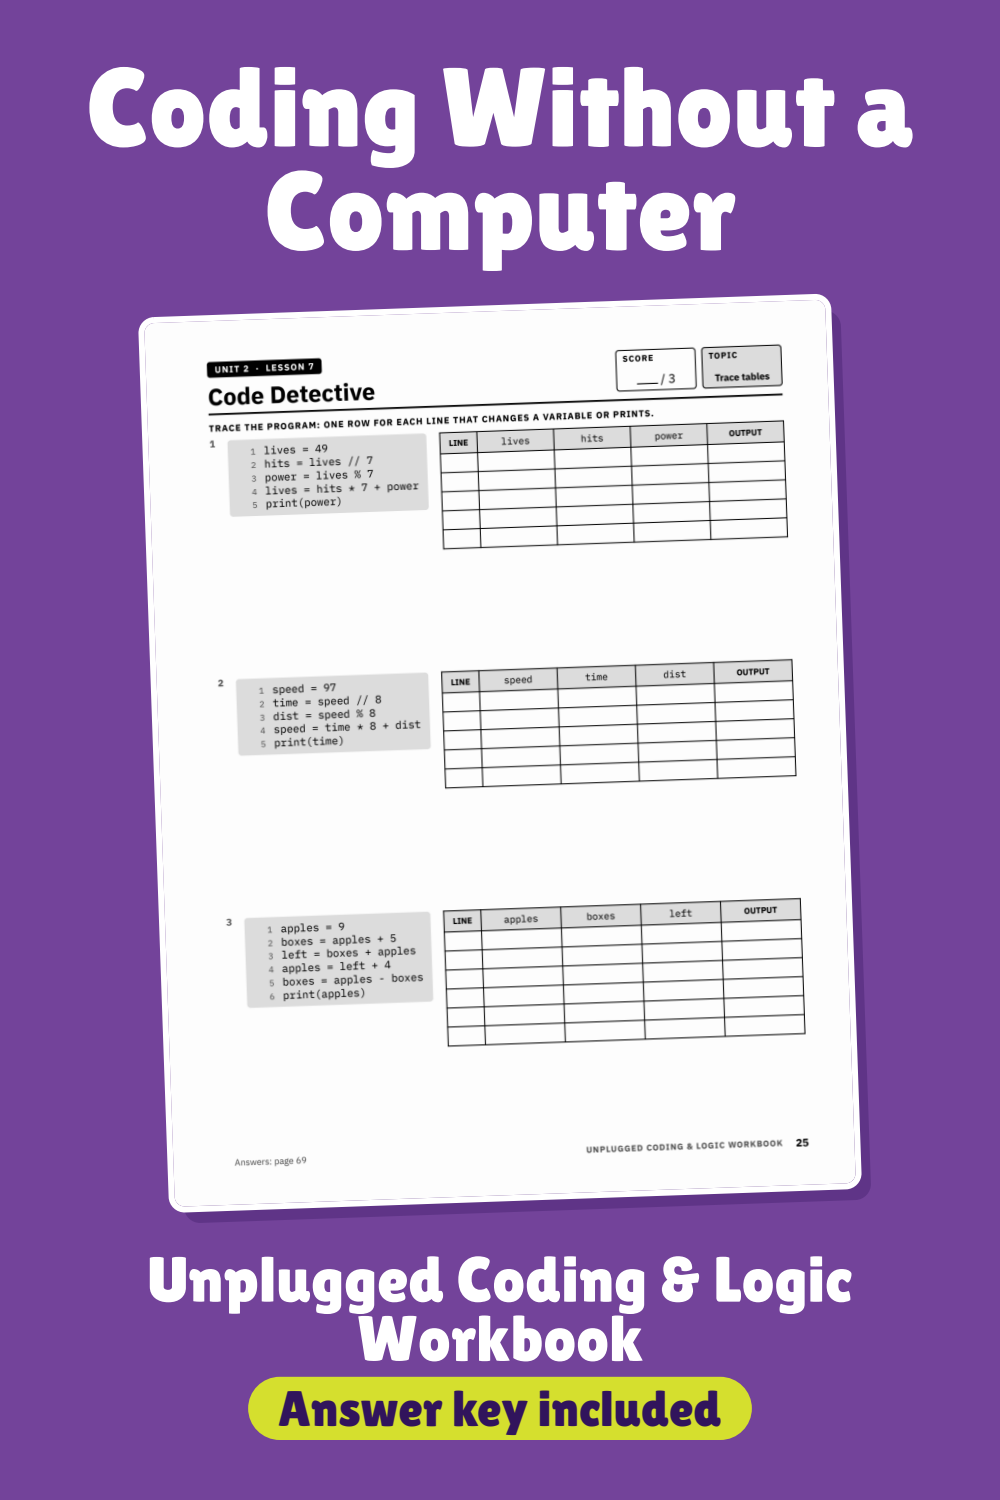 Coding Without a
Computer
UNIT 2 · LESSON 7
Code Detective
SCORE
___ / 3
TOPIC
Trace tables
TRACE THE PROGRAM: ONE ROW FOR EACH LINE THAT CHANGES A VARIABLE OR PRINTS.
1
1 lives = 49
2 hits = lives // 7
3 power = lives % 7
4 lives = hits * 7 + power
5 print(power)
LINE lives hits power OUTPUT
2
1 speed = 97
2 time = speed // 8
3 dist = speed % 8
4 speed = time * 8 + dist
5 print(time)
LINE speed time dist OUTPUT
3
1 apples = 9
2 boxes = apples + 5
3 left = boxes + apples
4 apples = left + 4
5 boxes = apples - boxes
6 print(apples)
LINE apples boxes left OUTPUT
Answers: page 69
UNPLUGGED CODING & LOGIC WORKBOOK 25
Unplugged Coding & Logic
Workbook
Answer key included